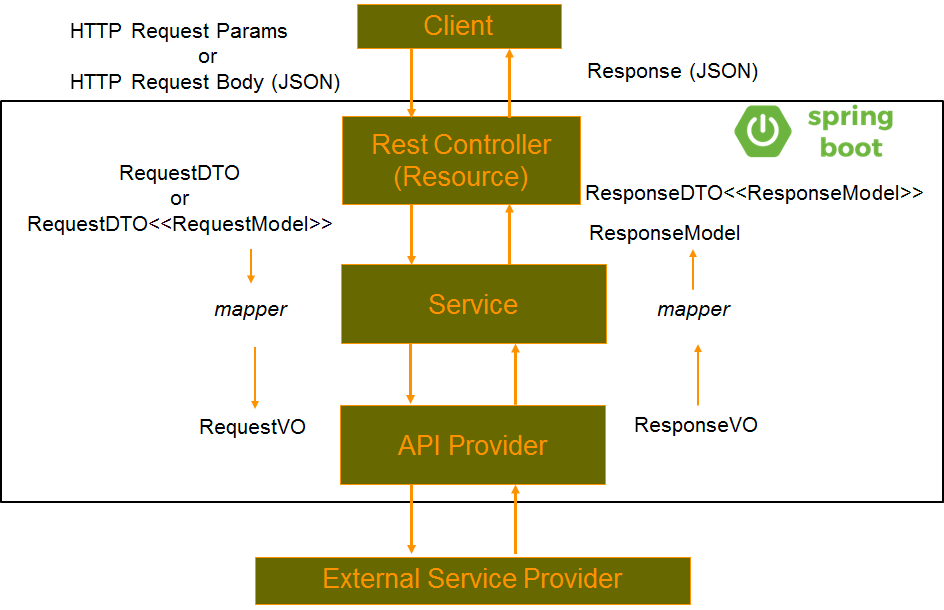 Client
HTTP Request Params
or
HTTP Request Body (JSON)
Response (JSON)
spring
boot
Rest Controller
(Resource)
RequestDTO
or
RequestDTO<<RequestModel>>
ResponseDTO<<ResponseModel>>
ResponseModel
Service
mapper
mapper
RequestVO
ResponseVO
API Provider
External Service Provider